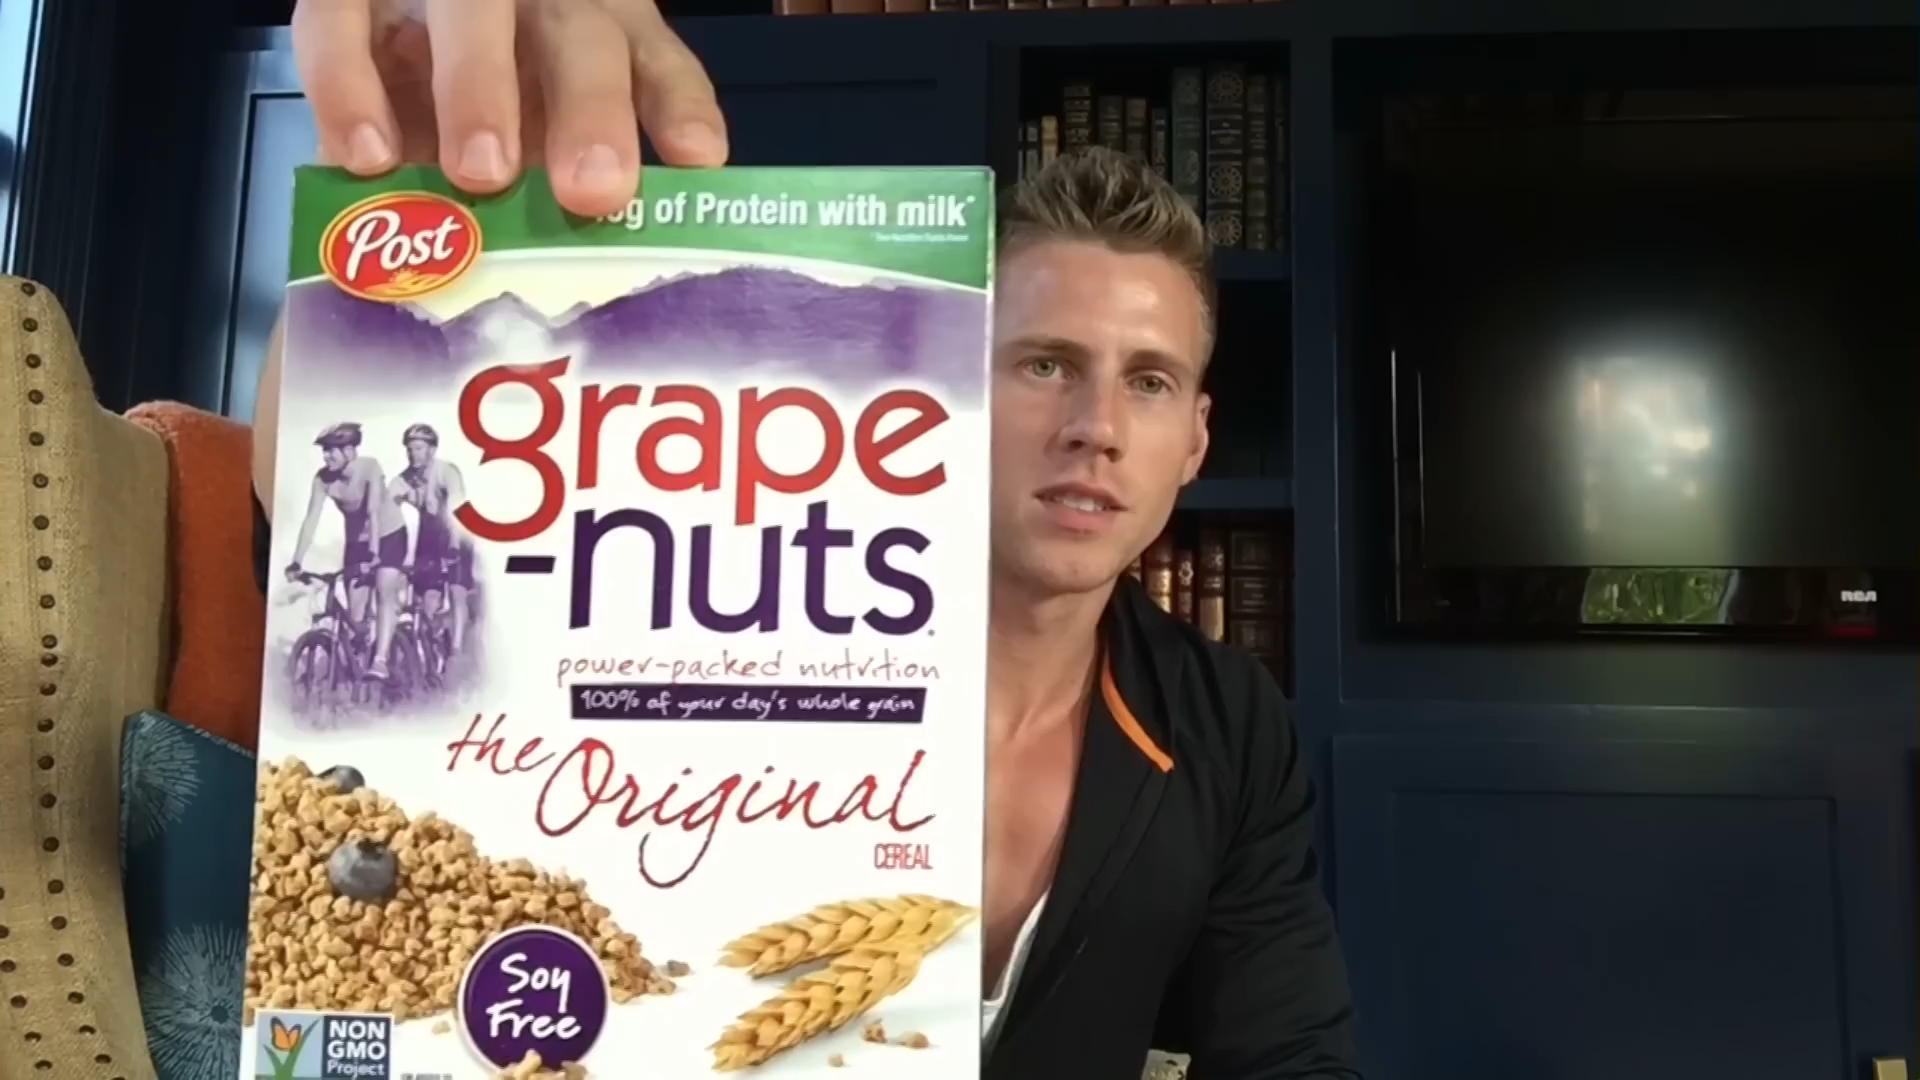 g of Protein with milk*
Post
grape
-nuts
power-packed nutrition
100% of your day's whole grain
the Original
CEREAL
Soy
Free
NON
GMO
Project
RCA